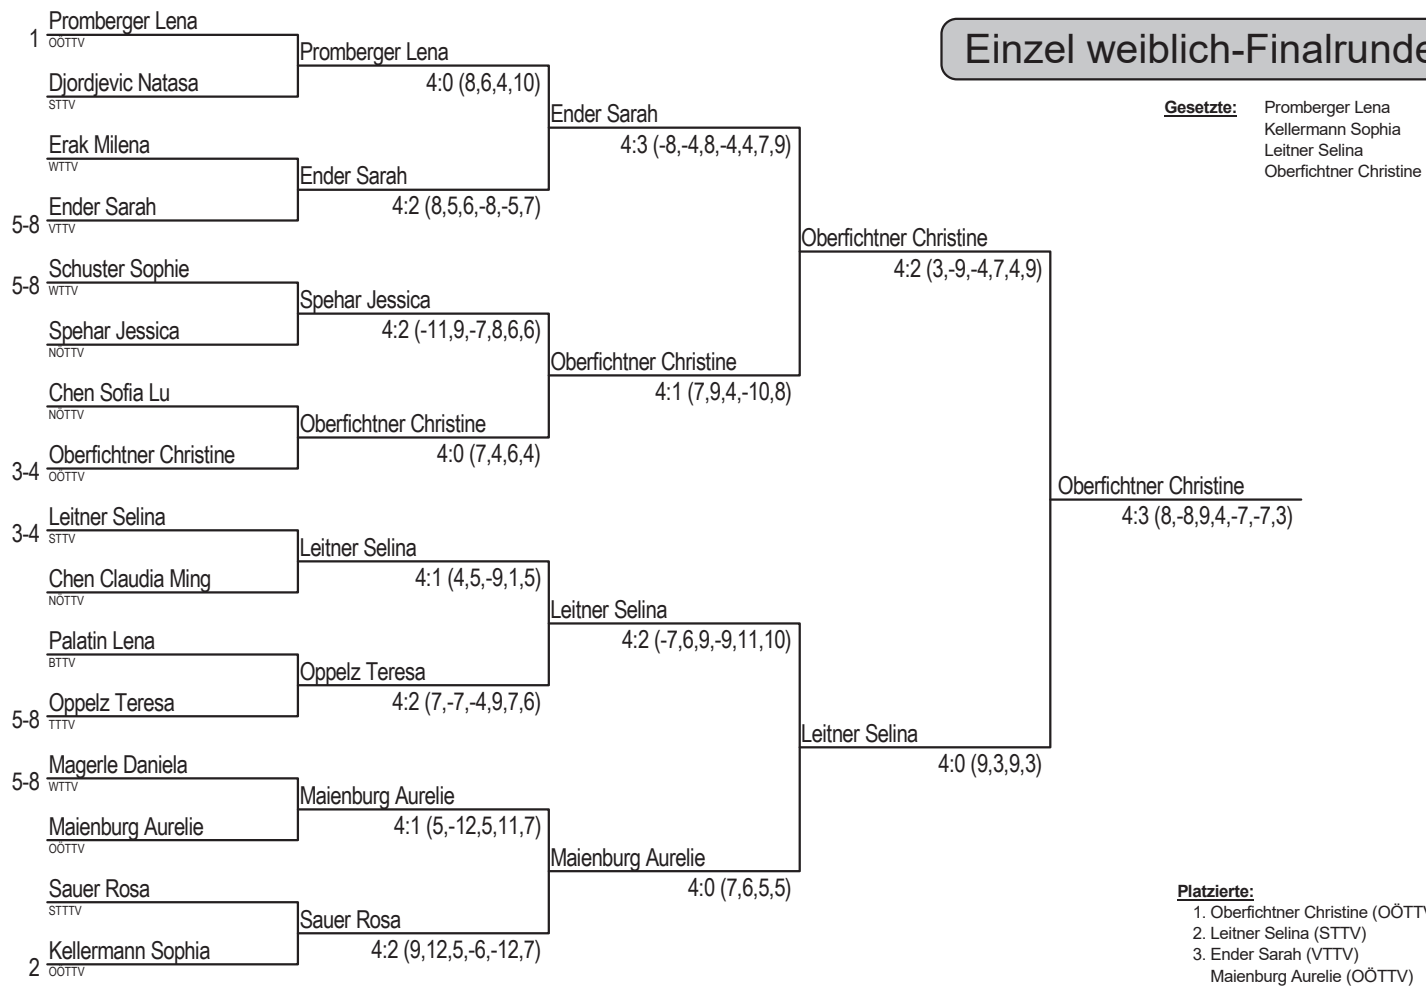 Einzel weiblich-Finalrunde
Gesetzte: Promberger Lena
Kellermann Sophia
Leitner Selina
Oberfichtner Christine
1 Promberger Lena
OÖTTV
Djordjevic Natasa
STTV
Erak Milena
WTTV
5-8 Ender Sarah
VTTV
5-8 Schuster Sophie
WTTV
Spehar Jessica
NÖTTV
Chen Sofia Lu
NÖTTV
3-4 Oberfichtner Christine
OÖTTV
3-4 Leitner Selina
STTV
Chen Claudia Ming
NÖTTV
Palatin Lena
BTTV
5-8 Oppelz Teresa
TTTV
5-8 Magerle Daniela
WTTV
Maienburg Aurelie
OÖTTV
Sauer Rosa
STTTV
2 Kellermann Sophia
OÖTTV
Promberger Lena
4:0 (8,6,4,10)
Ender Sarah
4:2 (8,5,6,-8,-5,7)
Spehar Jessica
4:2 (-11,9,-7,8,6,6)
Oberfichtner Christine
4:0 (7,4,6,4)
Leitner Selina
4:1 (4,5,-9,1,5)
Oppelz Teresa
4:2 (7,-7,-4,9,7,6)
Maienburg Aurelie
4:1 (5,-12,5,11,7)
Sauer Rosa
4:2 (9,12,5,-6,-12,7)
Ender Sarah
4:3 (-8,-4,8,-4,4,7,9)
Oberfichtner Christine
4:1 (7,9,4,-10,8)
Leitner Selina
4:2 (-7,6,9,-9,11,10)
Maienburg Aurelie
4:0 (7,6,5,5)
Oberfichtner Christine
4:2 (3,-9,-4,7,4,9)
Leitner Selina
4:0 (9,3,9,3)
Oberfichtner Christine
4:3 (8,-8,9,4,-7,-7,3)
Platzierte:
1. Oberfichtner Christine (OÖTTV
2. Leitner Selina (STTV)
3. Ender Sarah (VTTV)
Maienburg Aurelie (OÖTTV)